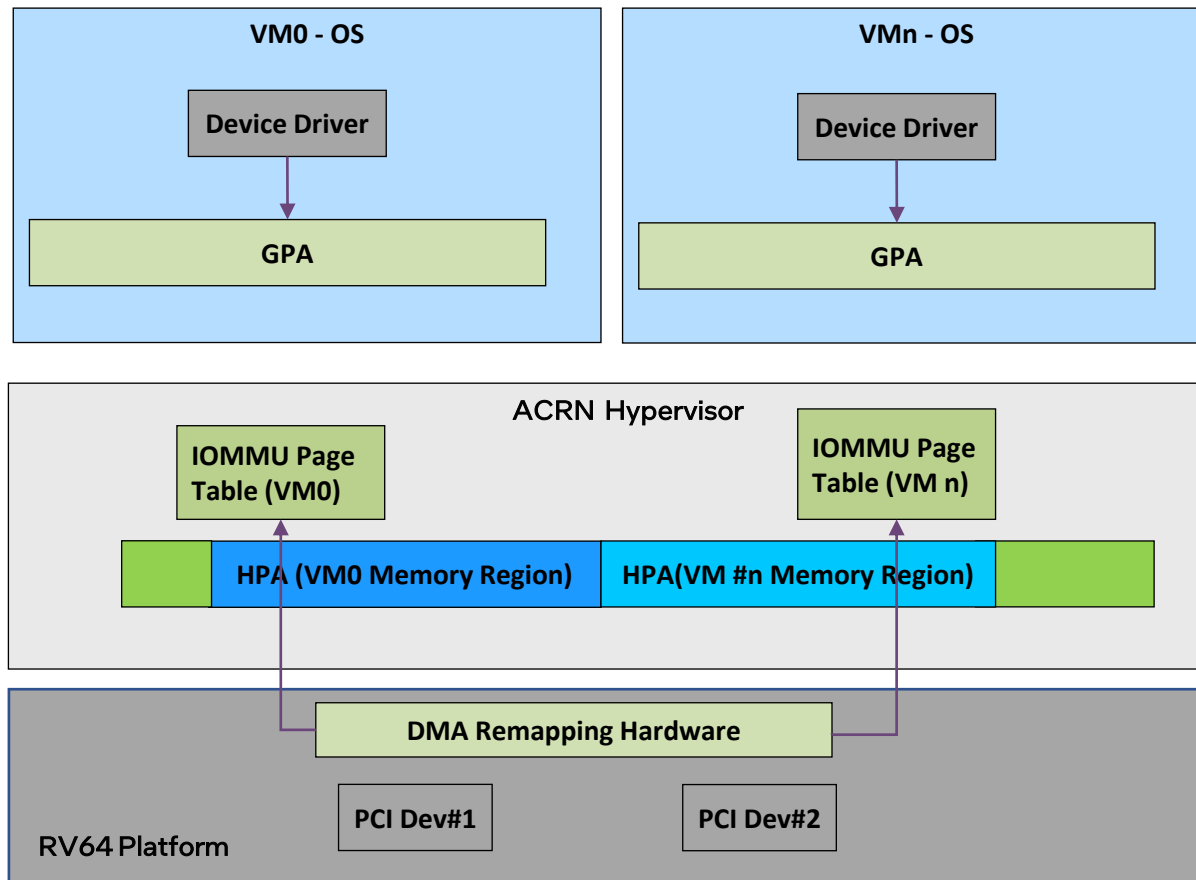 VM0 - OS
VMn - OS
Device Driver
Device Driver
GPA
GPA
ACRN Hypervisor
IOMMU Page
Table (VM0)
IOMMU Page
Table (VM n)
HPA (VM0 Memory Region)
HPA(VM #n Memory Region)
DMA Remapping Hardware
PCI Dev#1
PCI Dev#2
RV64 Platform